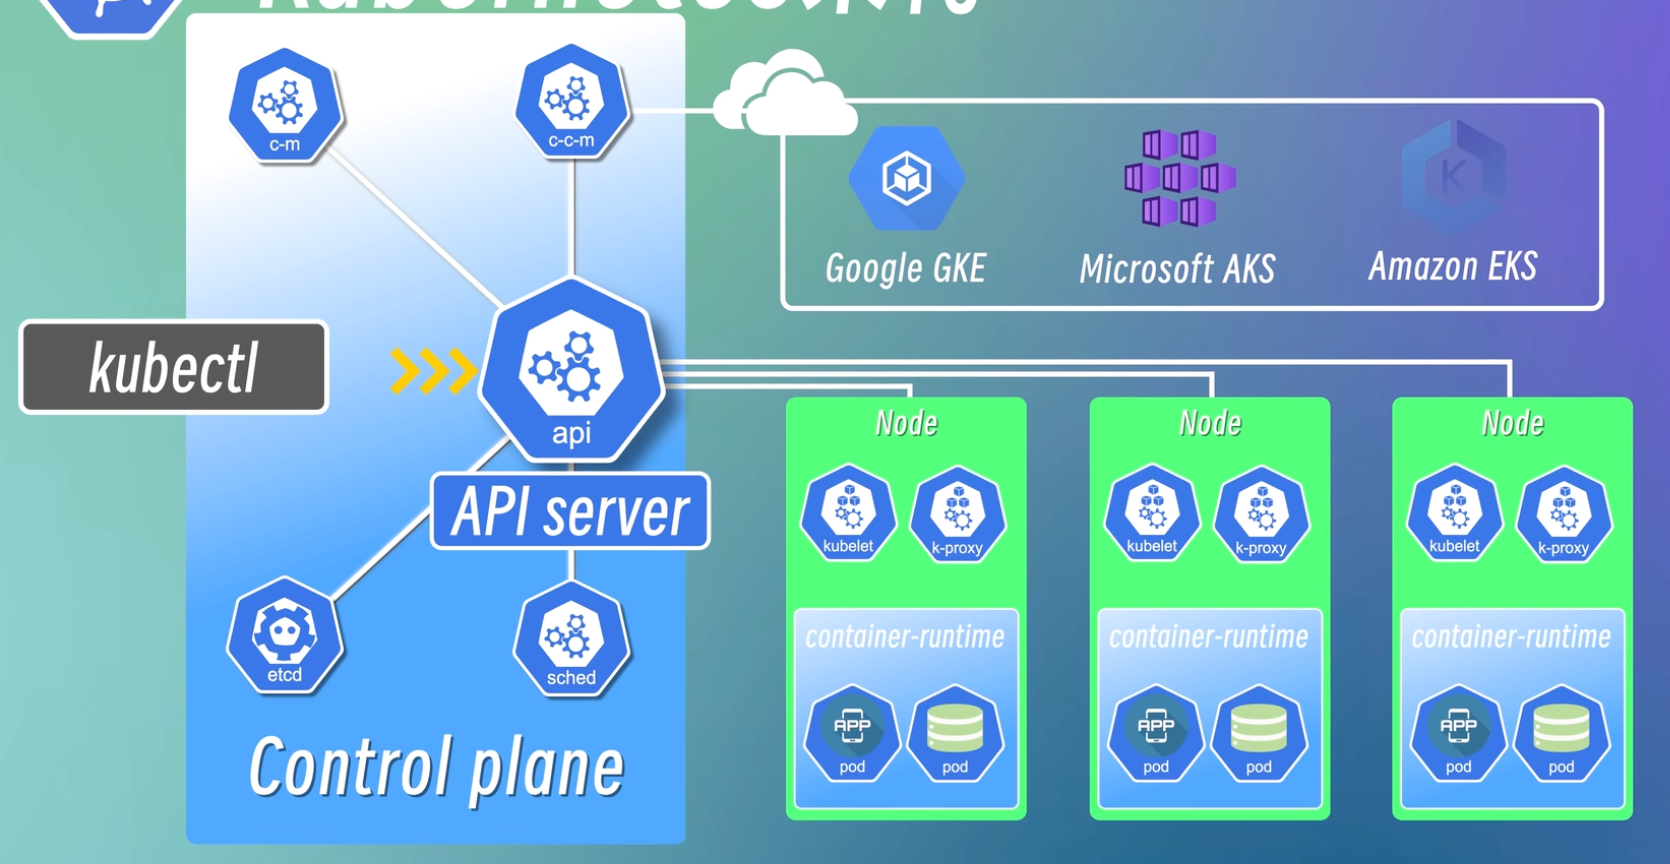 c-m
c-c-m
Google GKE
Microsoft AKS
Amazon EKS
K
kubectl
api
API server
etcd
sched
Control plane
Node
kubelet
k-proxy
container-runtime
APP
pod
pod
Node
kubelet
k-proxy
container-runtime
APP
pod
pod
Node
kubelet
k-proxy
container-runtime
APP
pod
pod